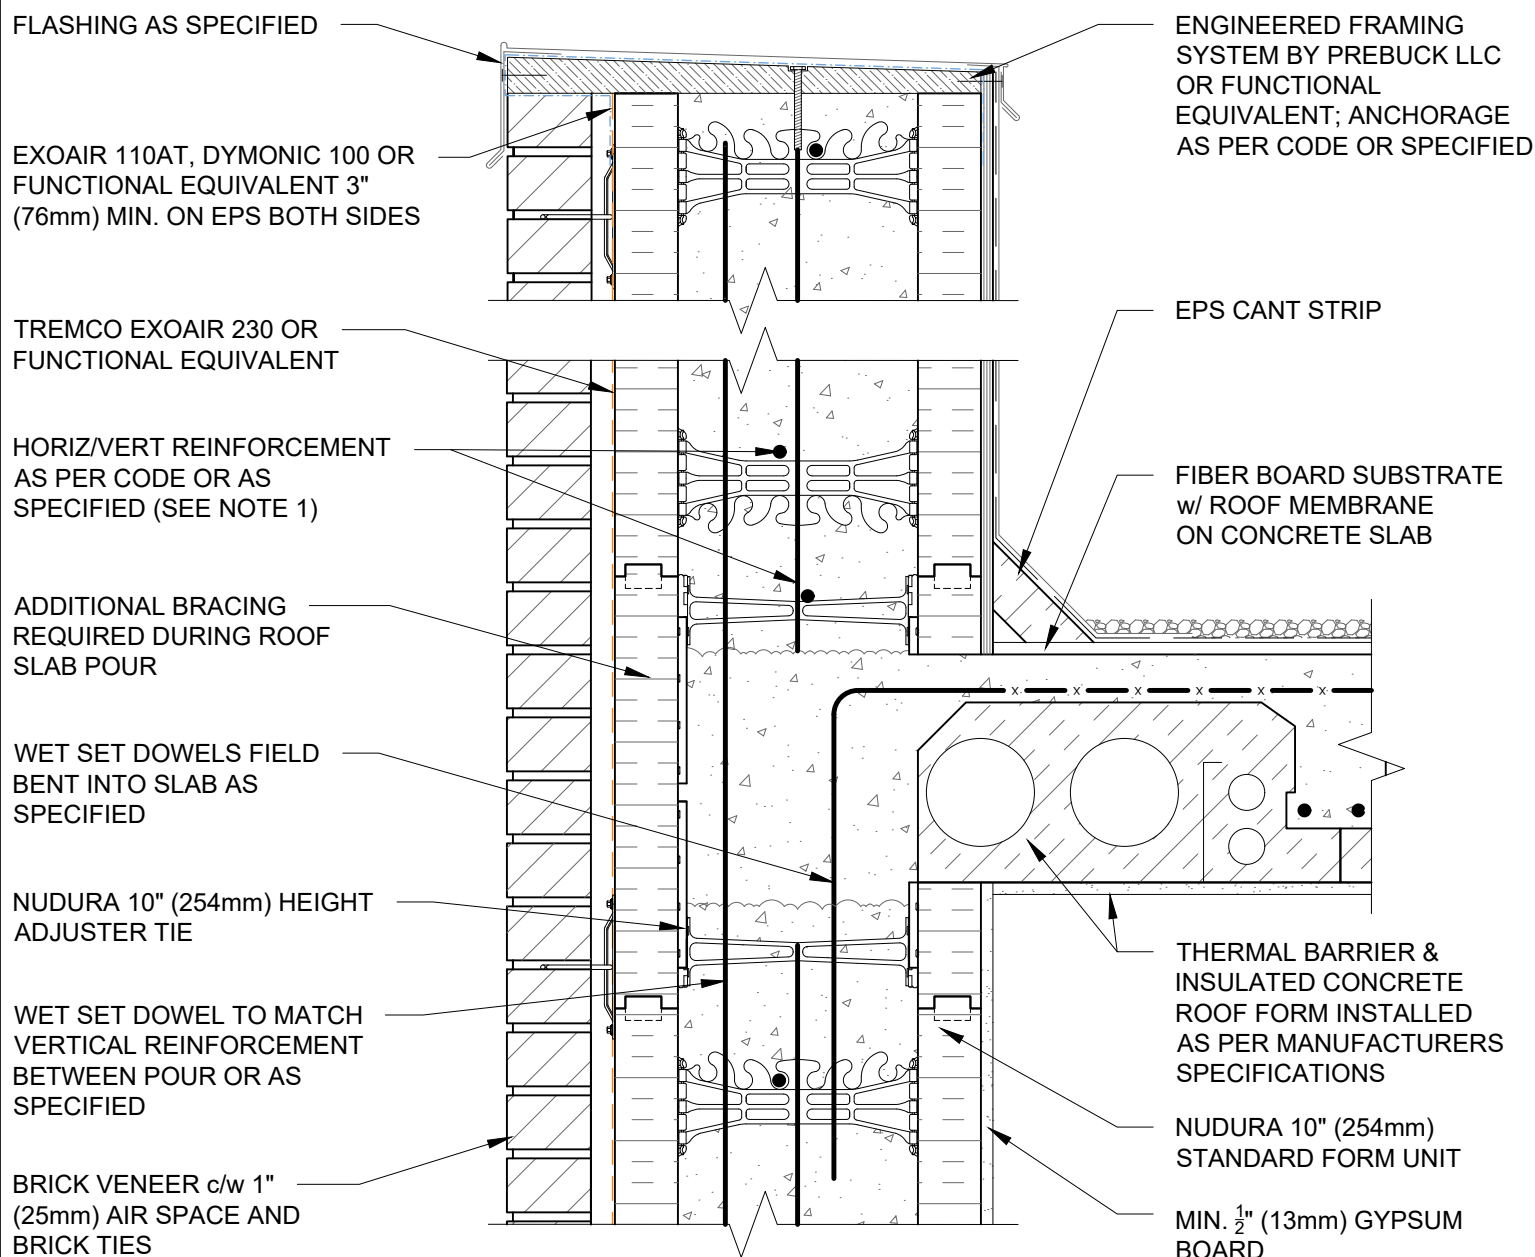 FLASHING AS SPECIFIED
EXOAIR 110AT, DYMONIC 100 OR
FUNCTIONAL EQUIVALENT 3"
(76mm) MIN. ON EPS BOTH SIDES
TREMCO EXOAIR 230 OR
FUNCTIONAL EQUIVALENT
HORIZ/VERT REINFORCEMENT
AS PER CODE OR AS
SPECIFIED (SEE NOTE 1)
ADDITIONAL BRACING
REQUIRED DURING ROOF
SLAB POUR
WET SET DOWELS FIELD
BENT INTO SLAB AS
SPECIFIED
NUDURA 10" (254mm) HEIGHT
ADJUSTER TIE
WET SET DOWEL TO MATCH
VERTICAL REINFORCEMENT
BETWEEN POUR OR AS
SPECIFIED
BRICK VENEER c/w 1"
(25mm) AIR SPACE AND
BRICK TIES
ENGINEERED FRAMING
SYSTEM BY PREBUCK LLC
OR FUNCTIONAL
EQUIVALENT; ANCHORAGE
AS PER CODE OR SPECIFIED
EPS CANT STRIP
FIBER BOARD SUBSTRATE
w/ ROOF MEMBRANE
ON CONCRETE SLAB
x x x x x x
THERMAL BARRIER &
INSULATED CONCRETE
ROOF FORM INSTALLED
AS PER MANUFACTURERS
SPECIFICATIONS
NUDURA 10" (254mm)
STANDARD FORM UNIT
MIN. 1/2" (13mm) GYPSUM
BOARD